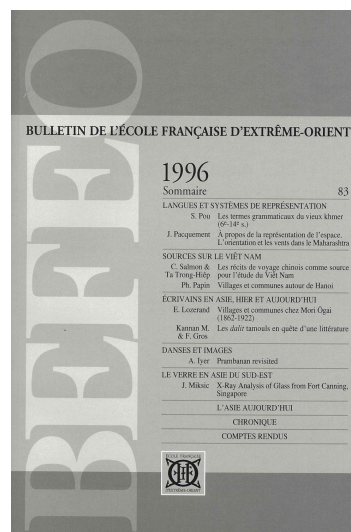 BEFEO
BULLETIN DE L'ÉCOLE FRANÇAISE D'EXTRÊME-ORIENT
1996
Sommaire 83
LANGUES ET SYSTÈMES DE REPRÉSENTATION
S. Pou Les termes grammaticaux du vieux khmer
(6e-14e s.)
J. Pacquement À propos de la représentation de l'espace.
L'orientation et les vents dans le Maharashtra
SOURCES SUR LE VIÊT NAM
C. Salmon & Les récits de voyage chinois comme source
Ta Trong-Hiêp pour l'étude du Viêt Nam
Ph. Papin Villages et communes autour de Hanoi
ÉCRIVAINS EN ASIE, HIER ET AUJOURD'HUI
E. Lozerand Villages et communes chez Mori Ôgai
(1862-1922)
Kannan M. Les dalit tamouls en quête d'une littérature
& F. Gros
DANSES ET IMAGES
A. Iyer Prambanan revisited
LE VERRE EN ASIE DU SUD-EST
J. Miksic X-Ray Analysis of Glass from Fort Canning,
Singapore
L'ASIE AUJOURD'HUI
CHRONIQUE
COMPTES RENDUS
ÉCOLE FRANÇAISE
D'EXTRÊME-ORIENT